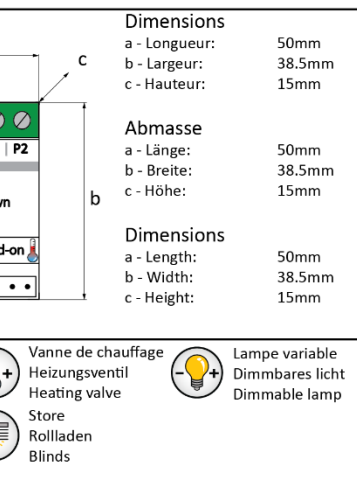 Dimensions
a - Longueur: 50mm
b - Largeur: 38.5mm
c - Hauteur: 15mm
Abmasse
a - Länge: 50mm
b - Breite: 38.5mm
c - Höhe: 15mm
Dimensions
a - Length: 50mm
b - Width: 38.5mm
c - Height: 15mm
c
| P2
b
vn
d-on
Vanne de chauffage
Heizungsventil
Heating valve
Lampe variable
Dimmbares licht
Dimmable lamp
- +
+
Store
Rollladen
Blinds